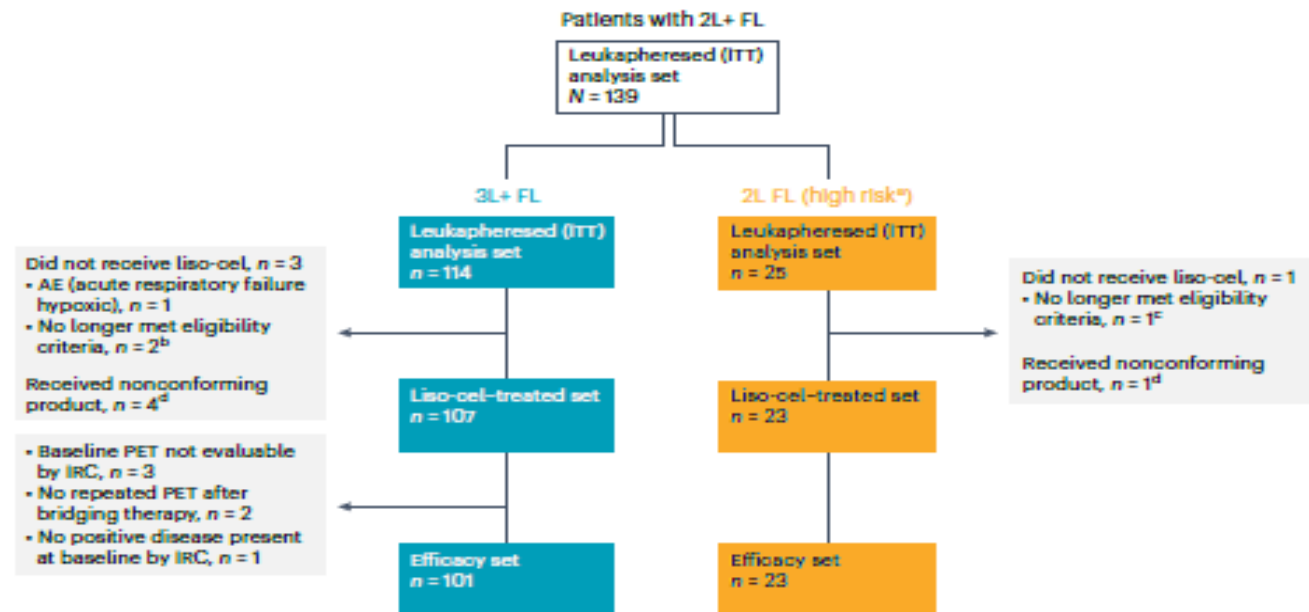 Patients with 2L+ FL
Leukapheresed (ITT)
analysis set
N = 139
3L+ FL
2L FL (high riskª)
Leukapheresed (ITT)
analysis set
n = 114
Leukapheresed (ITT)
analysis set
n = 25
Did not receive liso-cel, n = 3
• AE (acute respiratory failure
hypoxic), n = 1
• No longer met eligibility
criteria, n = 2ᵇ
Received nonconforming
product, n = 4ᵈ
Did not receive liso-cel, n = 1
• No longer met eligibility
criteria, n = 1ᶜ
Received nonconforming
product, n = 1ᵈ
Liso-cel–treated set
n = 107
Liso-cel–treated set
n = 23
• Baseline PET not evaluable
by IRC, n = 3
• No repeated PET after
bridging therapy, n = 2
• No positive disease present
at baseline by IRC, n = 1
Efficacy set
n = 101
Efficacy set
n = 23